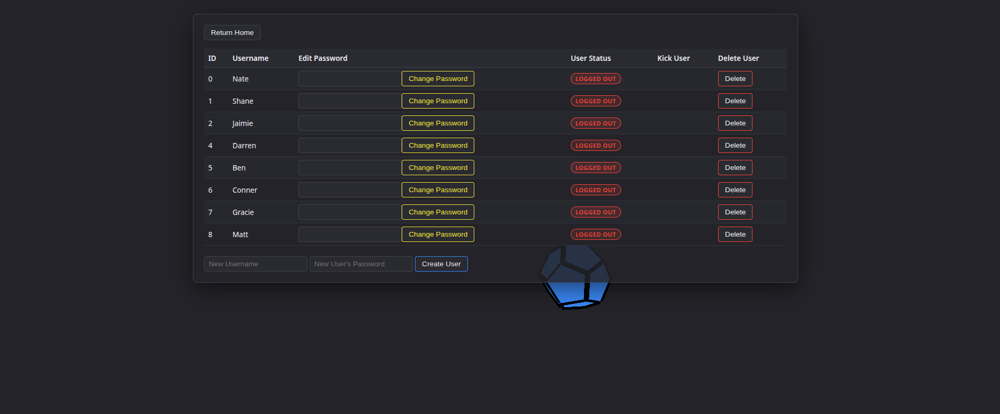 Return Home
ID Username Edit Password User Status Kick User Delete User
0 Nate Change Password LOGGED OUT Delete
1 Shane Change Password LOGGED OUT Delete
2 Jaimie Change Password LOGGED OUT Delete
4 Darren Change Password LOGGED OUT Delete
5 Ben Change Password LOGGED OUT Delete
6 Conner Change Password LOGGED OUT Delete
7 Gracie Change Password LOGGED OUT Delete
8 Matt Change Password LOGGED OUT Delete
New Username New User's Password Create User